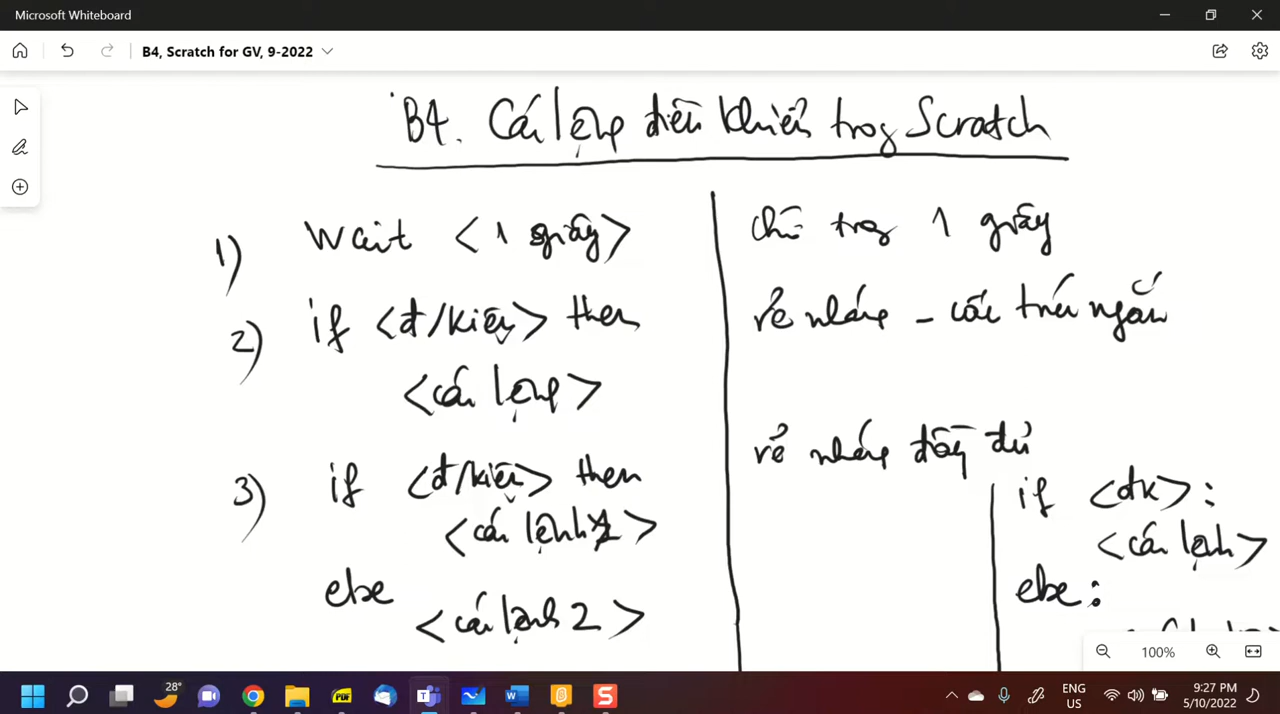 Microsoft Whiteboard
B4, Scratch for GV, 9-2022
B4. Các lệnh điều khiển trong Scratch
1) Wait <1 giây>
chờ trong 1 giây
2) if <đ/kiện> then
<các lệnh>
rẽ nhánh - cấu trúc ngắn
3) if <đ/kiện> then
<các lệnh 1>
else
<các lệnh 2>
rẽ nhánh đầy đủ
if <đk>:
<các lệnh>
else:
100%
28°
ENG
US
9:27 PM
5/10/2022